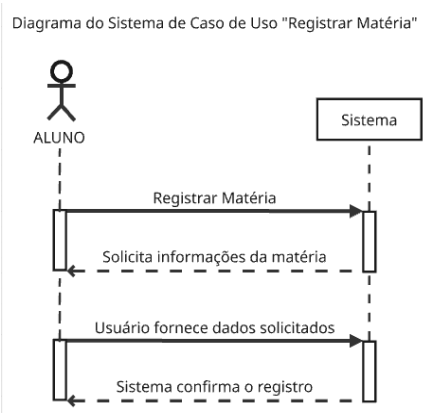 Diagrama do Sistema de Caso de Uso "Registrar Matéria"
ALUNO
Sistema
Registrar Matéria
Solicita informações da matéria
Usuário fornece dados solicitados
Sistema confirma o registro